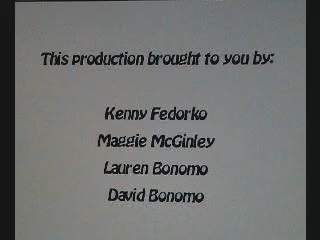 This production brought to you by:
Kenny Fedorko
Maggie McGinley
Lauren Bonomo
David Bonomo